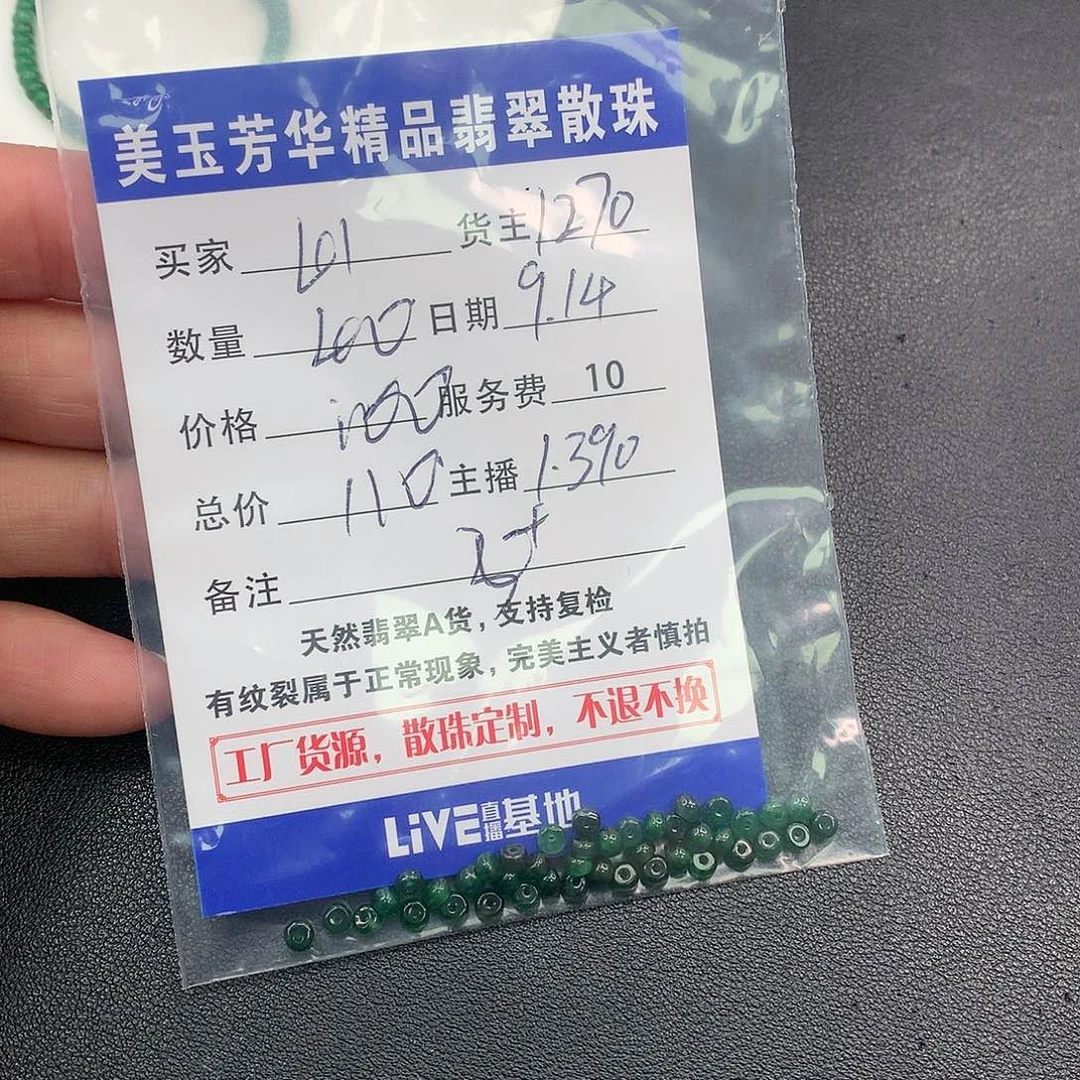 美玉芳华精品翡翠散珠
买家 101 货主 1270
数量 100 日期 9.14
价格 100 服务费 10
总价 110 主播 1.390
备注
天然翡翠A货，支持复检
有纹裂属于正常现象，完美主义者慎拍
工厂货源，散珠定制，不退不换
LiVE直播基地